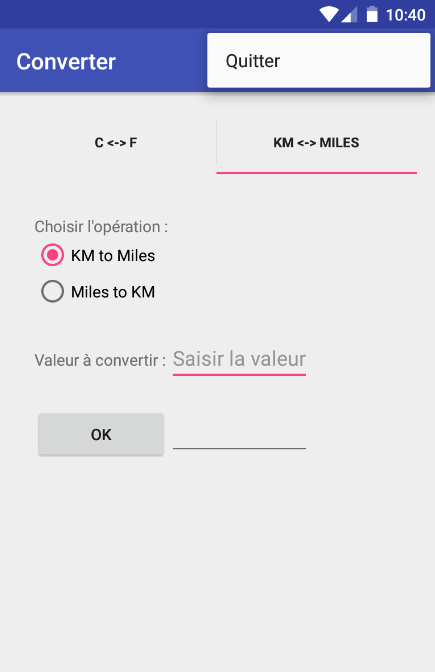 10:40
Converter
Quitter
C <-> F
KM <-> MILES
Choisir l'opération :
KM to Miles
Miles to KM
Valeur à convertir : Saisir la valeur
OK